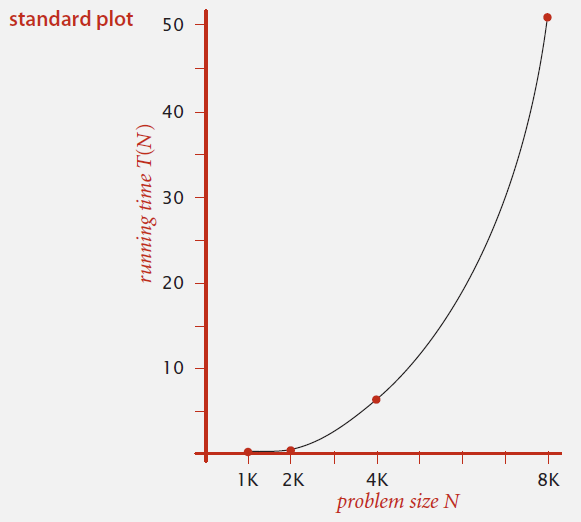 standard plot
50
40
30
20
10
running time T(N)
1K 2K 4K 8K
problem size N